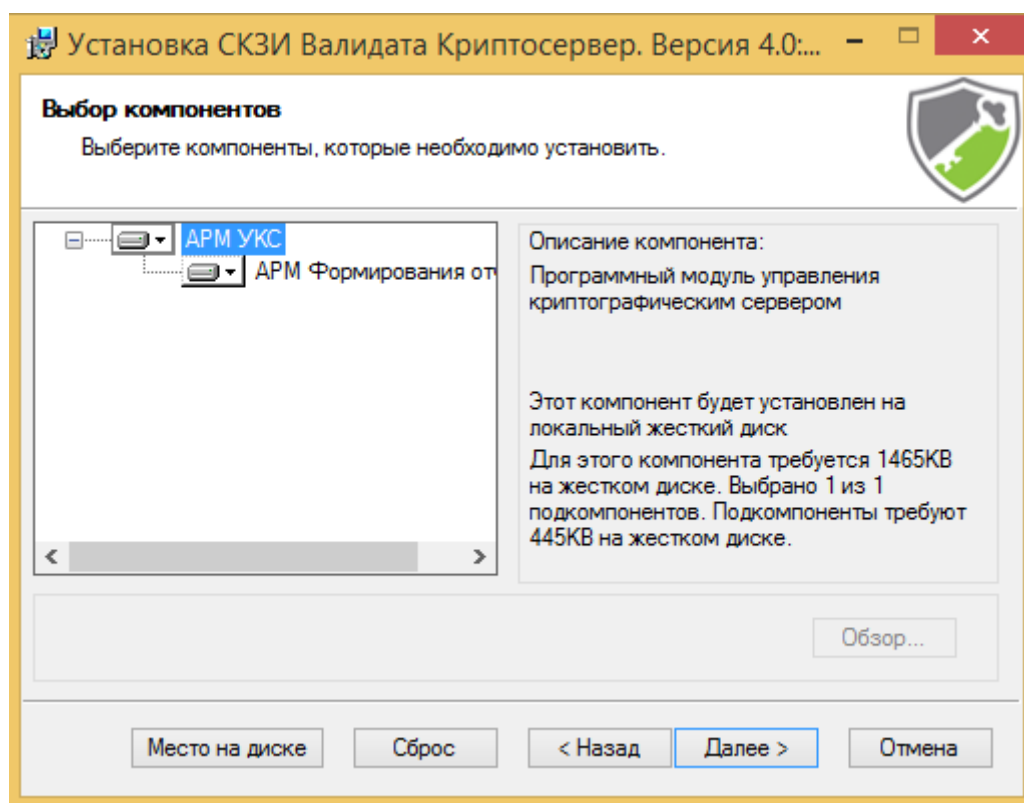 Установка СКЗИ Валидата Криптосервер. Версия 4.0:...
Выбор компонентов
Выберите компоненты, которые необходимо установить.
АРМ УКС
АРМ Формирования от
Описание компонента:
Программный модуль управления
криптографическим сервером
Этот компонент будет установлен на
локальный жесткий диск
Для этого компонента требуется 1465KB
на жестком диске. Выбрано 1 из 1
подкомпонентов. Подкомпоненты требуют
445KB на жестком диске.
Обзор...
Место на диске
Сброс
< Назад
Далее >
Отмена